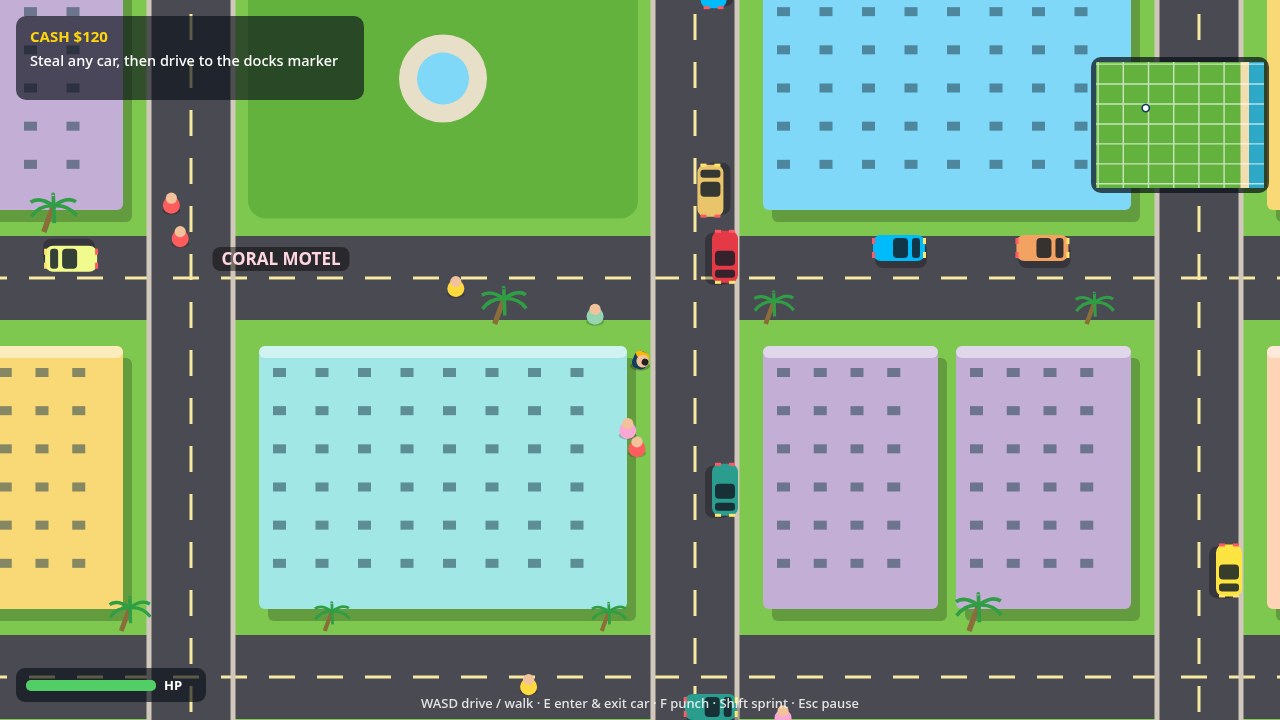 CASH $120
Steal any car, then drive to the docks marker
CORAL MOTEL
HP
WASD drive / walk · E enter & exit car · F punch · Shift sprint · Esc pause